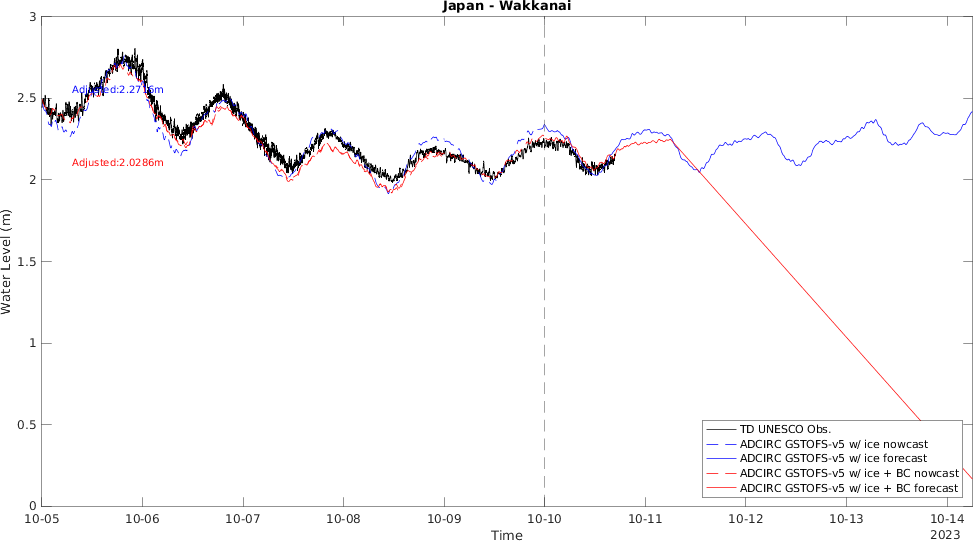 Japan - Wakkanai
3
2.5
2
1.5
1
0.5
0
Water Level (m)
Adjusted:2.2716m
Adjusted:2.0286m
TD UNESCO Obs.
ADCIRC GSTOFS-v5 w/ ice nowcast
ADCIRC GSTOFS-v5 w/ ice forecast
ADCIRC GSTOFS-v5 w/ ice + BC nowcast
ADCIRC GSTOFS-v5 w/ ice + BC forecast
10-05 10-06 10-07 10-08 10-09 10-10 10-11 10-12 10-13 10-14
2023
Time